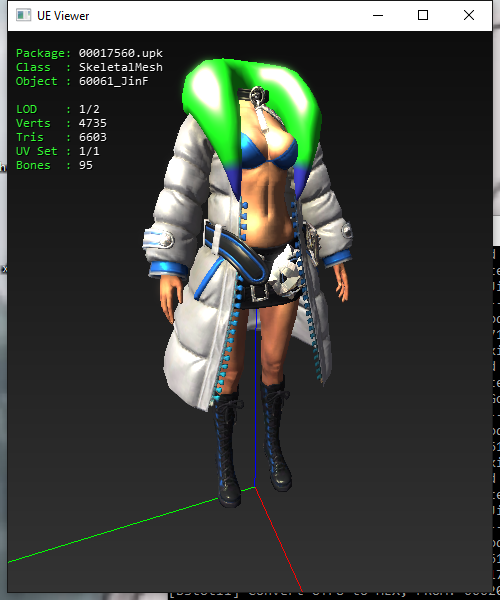 UE Viewer
Package: 00017560.upk
Class : SkeletalMesh
Object : 60061_JinF
LOD : 1/2
Verts : 4735
Tris : 6603
UV Set : 1/1
Bones : 95